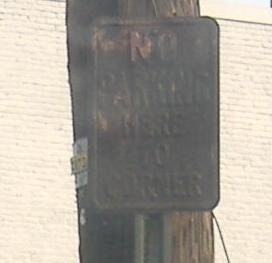 NO
PARKING
HERE
TO
CORNER